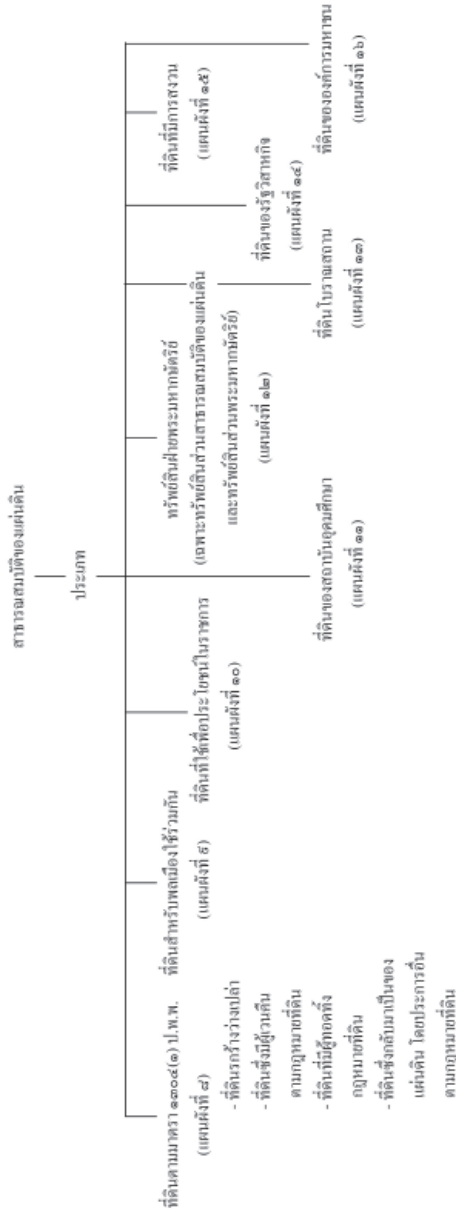 สาธารณสมบัติของแผ่นดิน
ประเภท
ที่ดินตามมาตรา ๑๓๐๔(๑) ป.พ.พ.
(แผนผังที่ ๘)
- ที่ดินรกร้างว่างเปล่า
- ที่ดินซึ่งมีผู้เวนคืน
ตามกฎหมายที่ดิน
- ที่ดินที่มีผู้ทอดทิ้ง
กฎหมายที่ดิน
- ที่ดินซึ่งกลับมาเป็นของ
แผ่นดิน โดยประการอื่น
ตามกฎหมายที่ดิน
ที่ดินสำหรับพลเมืองใช้ร่วมกัน
(แผนผังที่ ๙)
ที่ดินที่ใช้เพื่อประโยชน์ในราชการ
(แผนผังที่ ๑๐)
ที่ดินของสถาบันอุดมศึกษา
(แผนผังที่ ๑๑)
ทรัพย์สินฝ่ายพระมหากษัตริย์
(เฉพาะทรัพย์สินส่วนสาธารณสมบัติของแผ่นดิน
และทรัพย์สินส่วนพระมหากษัตริย์)
(แผนผังที่ ๑๒)
ที่ดินโบราณสถาน
(แผนผังที่ ๑๓)
ที่ดินของรัฐวิสาหกิจ
(แผนผังที่ ๑๔)
ที่ดินที่มีการสงวน
(แผนผังที่ ๑๕)
ที่ดินขององค์การมหาชน
(แผนผังที่ ๑๖)